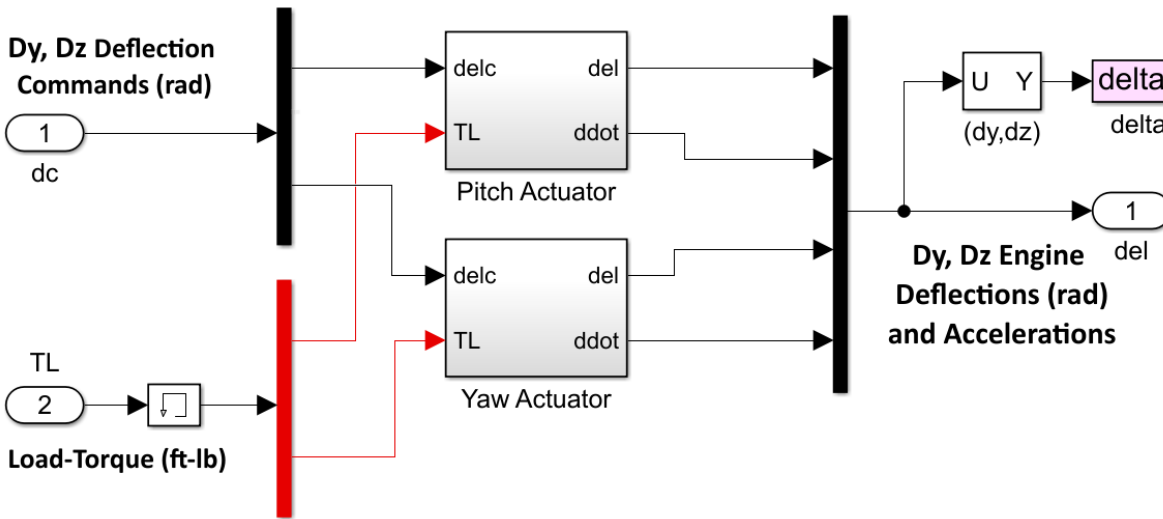 Dy, Dz Deflection
Commands (rad)
1
dc
TL
2
Load-Torque (ft-lb)
delc
del
TL
ddot
Pitch Actuator
delc
del
TL
ddot
Yaw Actuator
U Y
(dy,dz)
delta
delta
1
del
Dy, Dz Engine
Deflections (rad)
and Accelerations